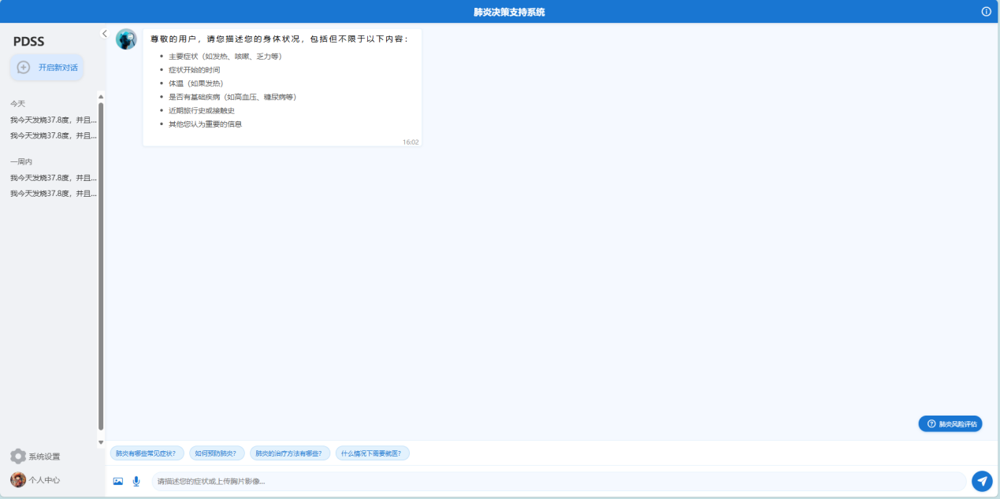 肺炎决策支持系统
PDSS
开启新对话
今天
我今天发烧37.8度，并且...
我今天发烧37.8度，并且...
一周内
我今天发烧37.8度，并且...
我今天发烧37.8度，并且...
系统设置
个人中心
尊敬的用户，请您描述您的身体状况，包括但不限于以下内容：
主要症状（如发热、咳嗽、乏力等）
症状开始的时间
体温（如果发热）
是否有基础疾病（如高血压、糖尿病等）
近期旅行史或接触史
其他您认为重要的信息
16:02
肺炎风险评估
肺炎有哪些常见症状?
如何预防肺炎?
肺炎的治疗方法有哪些?
什么情况下需要就医?
请描述您的症状或上传胸片影像...